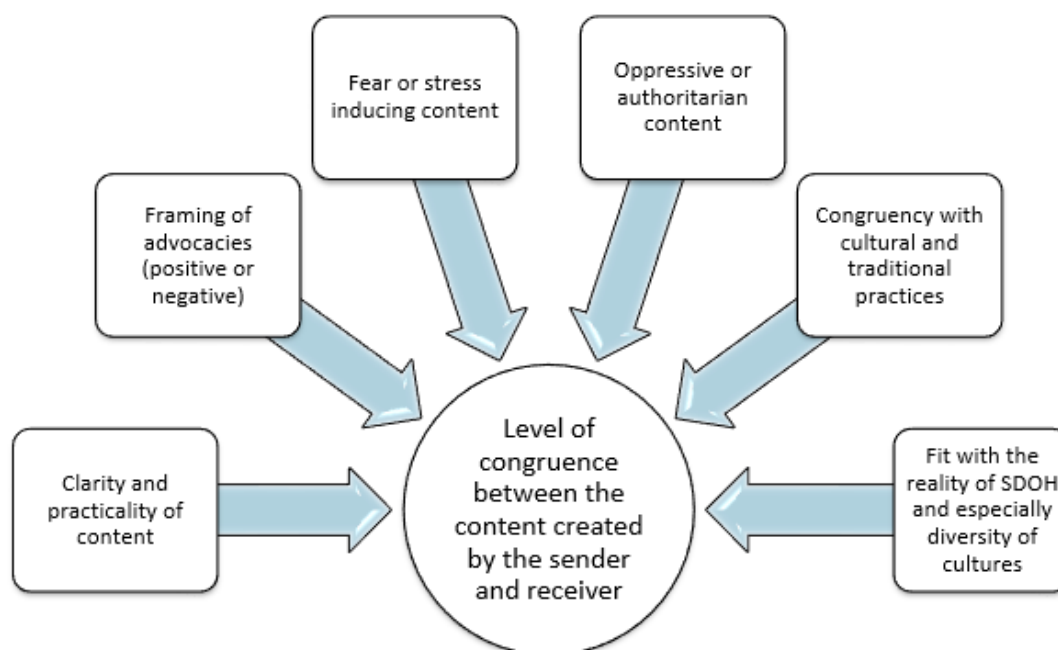 Fear or stress
inducing content
Oppressive or
authoritarian
content
Framing of
advocacies
(positive or
negative)
Congruency with
cultural and
traditional
practices
Clarity and
practicality of
content
Level of
congruence
between the
content created
by the sender
and receiver
Fit with the
reality of SDOH
and especially
diversity of
cultures